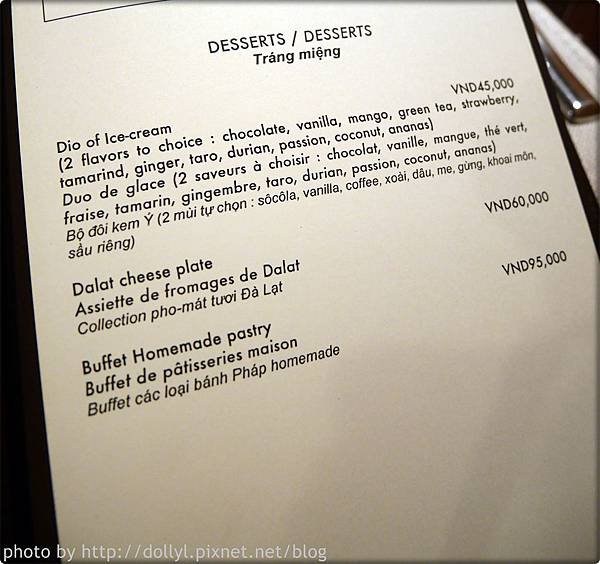 DESSERTS / DESSERTS
Tráng miệng
VND45,000
Dio of Ice-cream
(2 flavors to choice : chocolate, vanilla, mango, green tea, strawberry,
tamarind, ginger, taro, durian, passion, coconut, ananas)
Duo de glace (2 saveurs à choisir : chocolat, vanille, mangue, thé vert,
fraise, tamarin, gingembre, taro, durian, passion, coconut, ananas)
Bộ đôi kem Ý (2 mùi tự chọn : sôcôla, vanilla, coffee, xoài, dâu, me, gừng, khoai môn,
sầu riêng)
VND60,000
Dalat cheese plate
Assiette de fromages de Dalat
Collection pho-mát tươi Đà Lạt
VND95,000
Buffet Homemade pastry
Buffet de pâtisseries maison
Buffet các loại bánh Pháp homemade
photo by http://dollyl.pixnet.net/blog